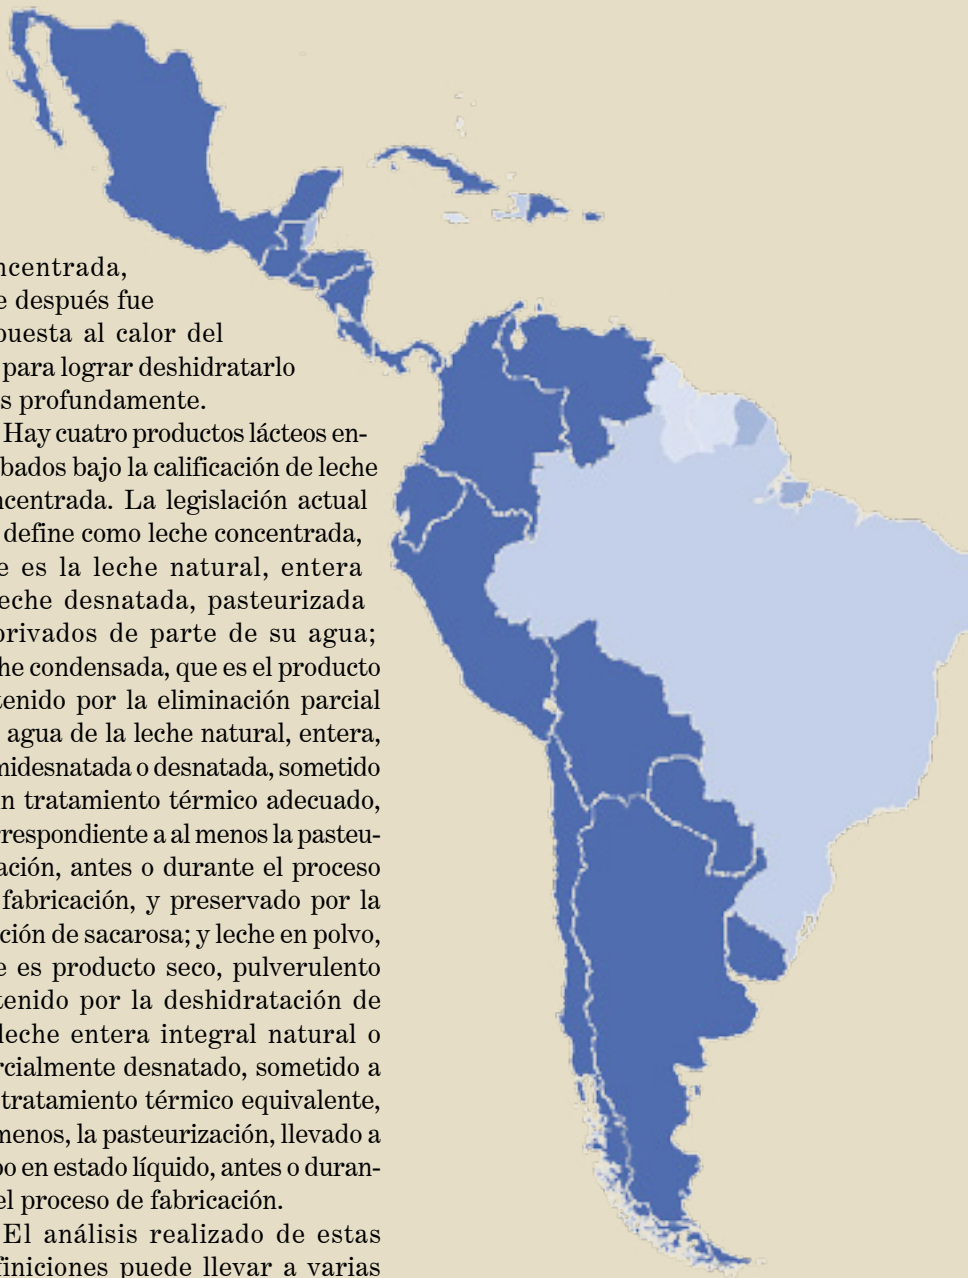 ncentrada,
e después fue
puesta al calor del
para lograr deshidratarlo
s profundamente.
Hay cuatro productos lácteos en-
bados bajo la calificación de leche
ncentrada. La legislación actual
define como leche concentrada,
e es la leche natural, entera
eche desnatada, pasteurizada
privados de parte de su agua;
he condensada, que es el producto
tenido por la eliminación parcial
agua de la leche natural, entera,
midesnatada o desnatada, sometido
n tratamiento térmico adecuado,
rrespondiente a al menos la pasteu-
ación, antes o durante el proceso
fabricación, y preservado por la
ción de sacarosa; y leche en polvo,
e es producto seco, pulverulento
tenido por la deshidratación de
leche entera integral natural o
rcialmente desnatado, sometido a
tratamiento térmico equivalente,
menos, la pasteurización, llevado a
bo en estado líquido, antes o duran-
el proceso de fabricación.
El análisis realizado de estas
finiciones puede llevar a varias